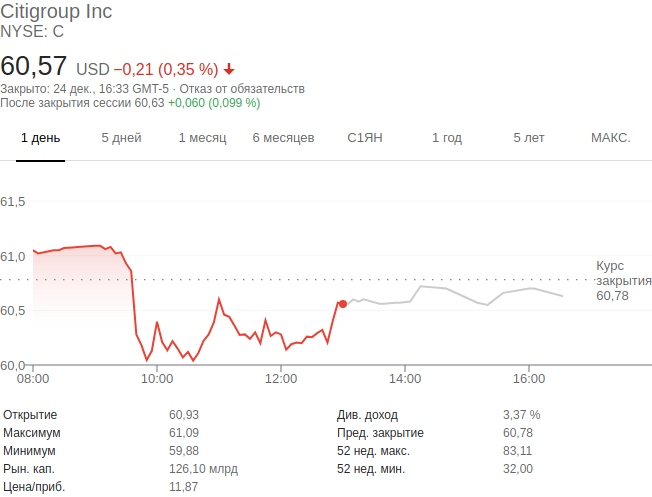 Citigroup Inc
NYSE: C
60,57 USD −0,21 (0,35 %)
Закрыто: 24 дек., 16:33 GMT-5 · Отказ от обязательств
После закрытия сессии 60,63 +0,060 (0,099 %)
1 день 5 дней 1 месяц 6 месяцев С1ЯН 1 год 5 лет МАКС.
61,5
61,0
Курс
закрытия
60,78
60,5
60,0
08:00 10:00 12:00 14:00 16:00
Открытие 60,93 Див. доход 3,37 %
Максимум 61,09 Пред. закрытие 60,78
Минимум 59,88 52 нед. макс. 83,11
Рын. кап. 126,10 млрд 52 нед. мин. 32,00
Цена/приб. 11,87